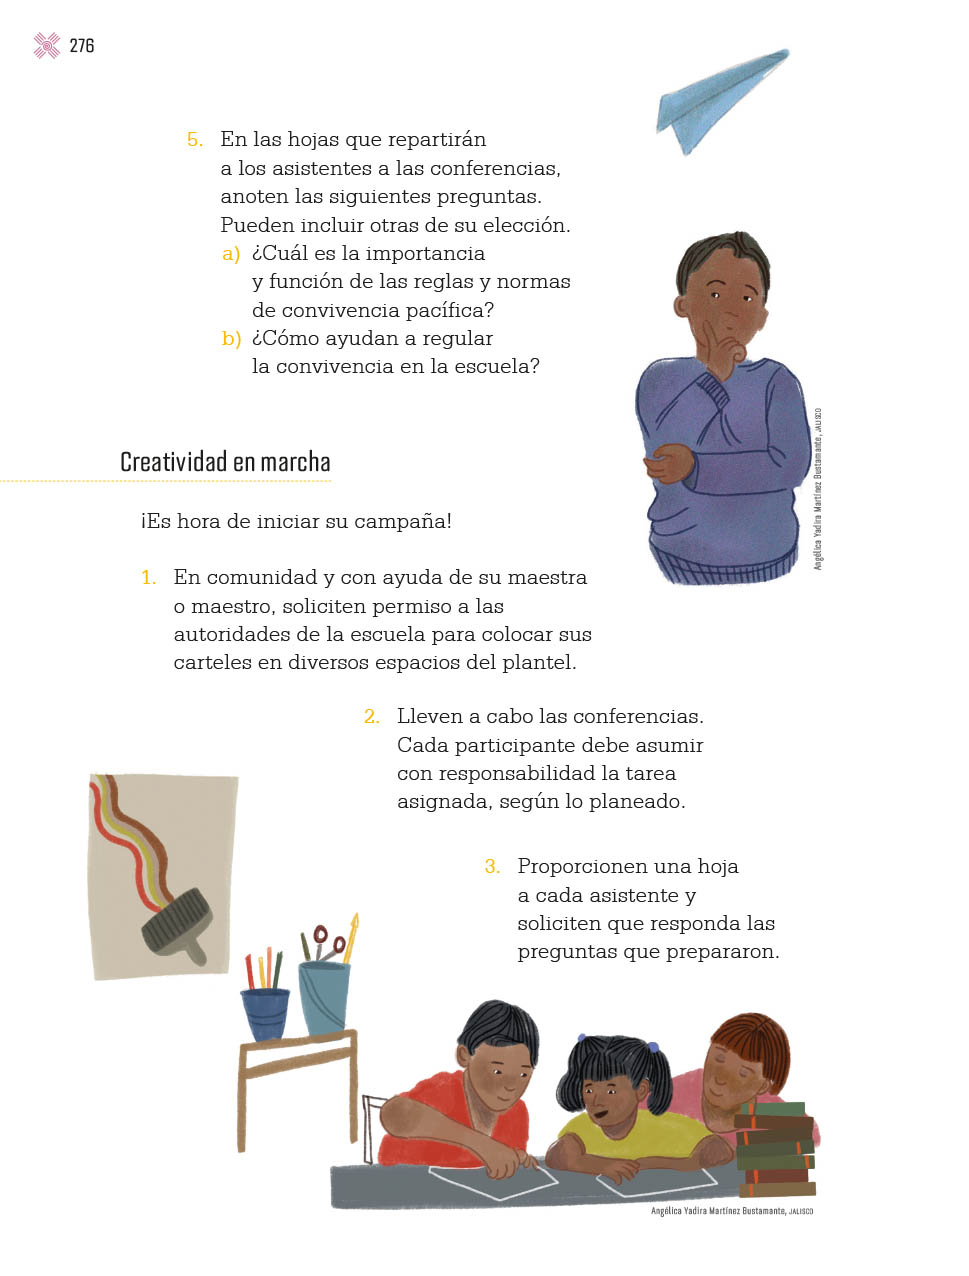 276
5. En las hojas que repartirán
a los asistentes a las conferencias,
anoten las siguientes preguntas.
Pueden incluir otras de su elección.
a) ¿Cuál es la importancia
y función de las reglas y normas
de convivencia pacífica?
b) ¿Cómo ayudan a regular
la convivencia en la escuela?
Angélica Yadira Martínez Bustamante, JALISCO
Creatividad en marcha
¡Es hora de iniciar su campaña!
1. En comunidad y con ayuda de su maestra
o maestro, soliciten permiso a las
autoridades de la escuela para colocar sus
carteles en diversos espacios del plantel.
2. Lleven a cabo las conferencias.
Cada participante debe asumir
con responsabilidad la tarea
asignada, según lo planeado.
3. Proporcionen una hoja
a cada asistente y
soliciten que responda las
preguntas que prepararon.
Angélica Yadira Martínez Bustamante, JALISCO